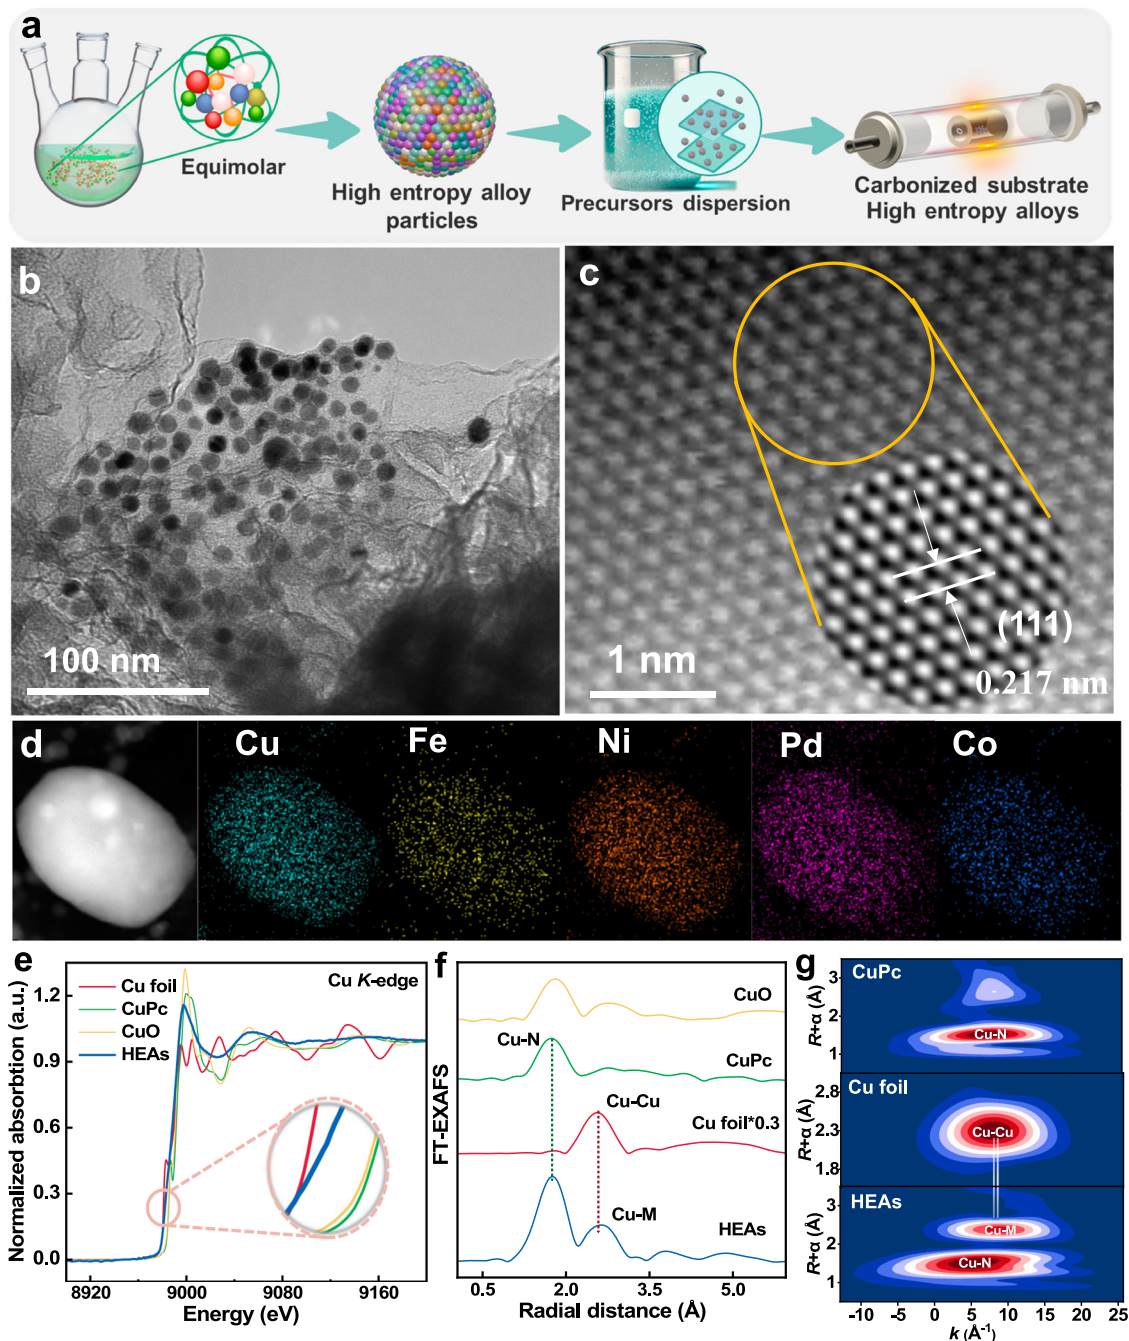 a
Equimolar
High entropy alloy
particles
Precursors dispersion
Carbonized substrate
High entropy alloys
b
100 nm
c
(111)
0.217 nm
1 nm
d
Cu
Fe
Ni
Pd
Co
e
Cu K-edge
Cu foil
CuPc
CuO
HEAs
Normalized absorbtion (a.u.)
1.2
0.9
0.6
0.3
0.0
8920
9000
9080
9160
Energy (eV)
f
CuO
Cu-N
CuPc
Cu-Cu
Cu foil*0.3
Cu-M
HEAs
FT-EXAFS
0.5
2.0
3.5
5.0
Radial distance (Å)
g
CuPc
Cu-N
R+α (Å)
3
2
1
Cu foil
Cu-Cu
R+α (Å)
2.8
2.3
1.8
HEAs
Cu-M
Cu-N
R+α (Å)
3
2
1
-10
-5
0
5
10
15
20
25
k (Å⁻¹)